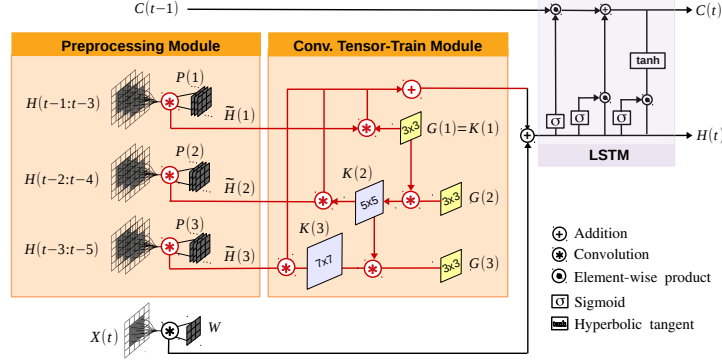 C(t−1)
C(t)
Preprocessing Module
Conv. Tensor-Train Module
tanh
P(1)
H(t−1:t−3)
H̃(1)
3x3
G(1)=K(1)
σ
σ
σ
H(t)
LSTM
P(2)
H(t−2:t−4)
H̃(2)
K(2)
5x5
3x3
G(2)
P(3)
H(t−3:t−5)
H̃(3)
K(3)
7x7
3x3
G(3)
Addition
Convolution
Element-wise product
σ Sigmoid
tanh Hyperbolic tangent
X(t)
W